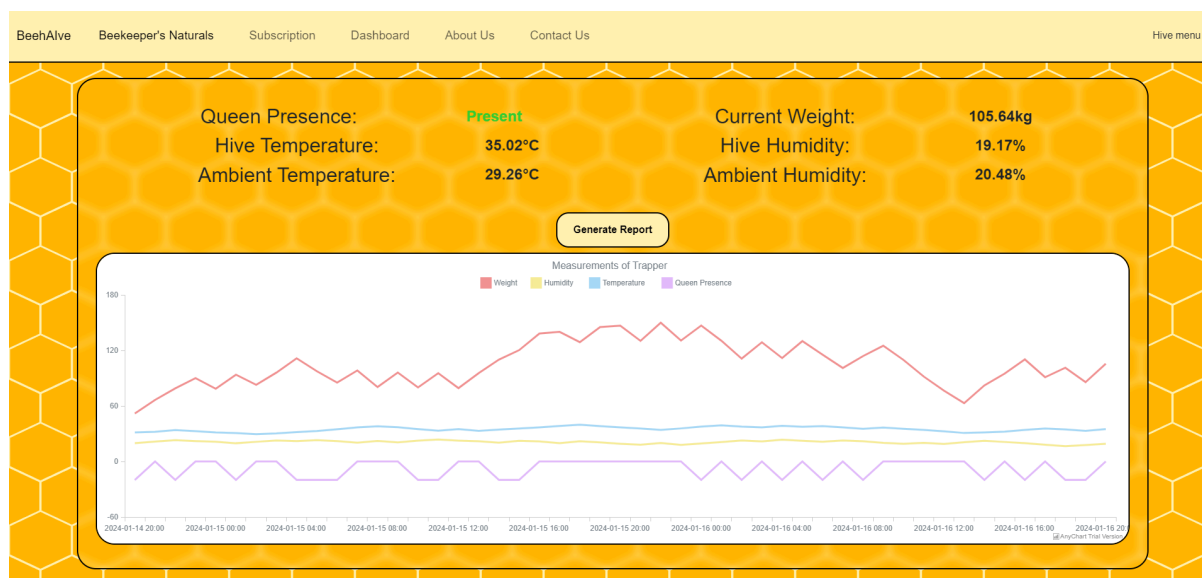 BeehAIve Beekeeper's Naturals Subscription Dashboard About Us Contact Us Hive menu
Queen Presence: Present Current Weight: 105.64kg
Hive Temperature: 35.02°C Hive Humidity: 19.17%
Ambient Temperature: 29.26°C Ambient Humidity: 20.48%
Generate Report
Measurements of Trapper
Weight Humidity Temperature Queen Presence
180
120
60
0
-60
2024-01-14 20:00 2024-01-15 00:00 2024-01-15 04:00 2024-01-15 08:00 2024-01-15 12:00 2024-01-15 16:00 2024-01-15 20:00 2024-01-16 00:00 2024-01-16 04:00 2024-01-16 08:00 2024-01-16 12:00 2024-01-16 16:00 2024-01-16 20:
AnyChart Trial Version